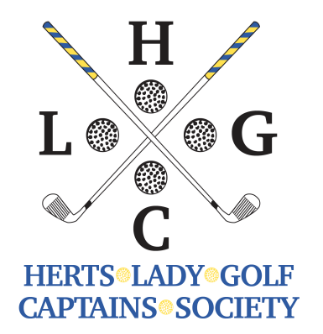 H
L G
C
HERTS LADY GOLF
CAPTAINS SOCIETY